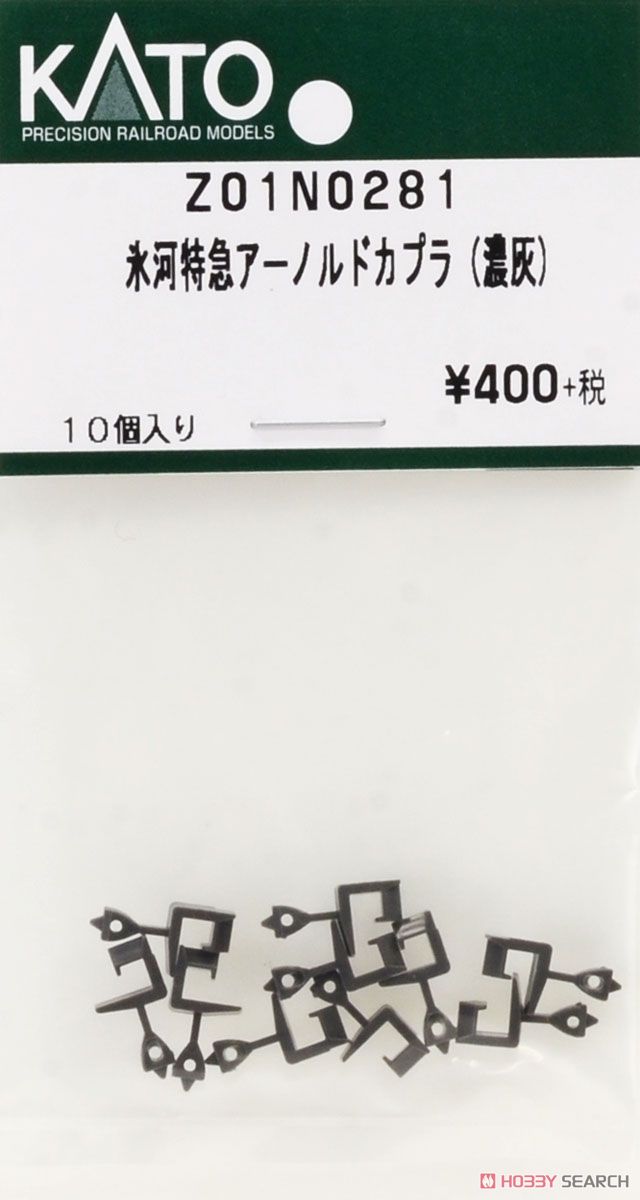 KATO
PRECISION RAILROAD MODELS
Z01N0281
氷河特急アーノルドカプラ（濃灰）
¥400+税
10個入り
HOBBY SEARCH